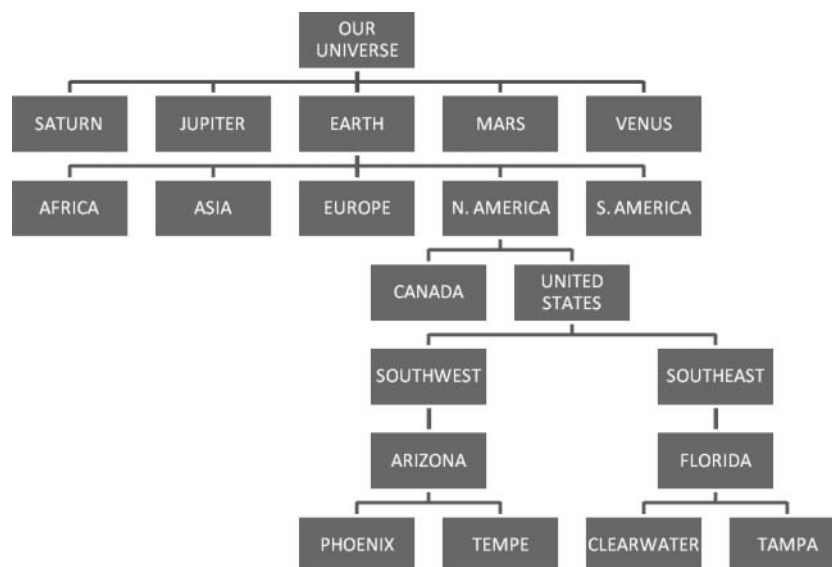 OUR
UNIVERSE
SATURN
JUPITER
EARTH
MARS
VENUS
AFRICA
ASIA
EUROPE
N. AMERICA
S. AMERICA
CANADA
UNITED
STATES
SOUTHWEST
SOUTHEAST
ARIZONA
FLORIDA
PHOENIX
TEMPE
CLEARWATER
TAMPA